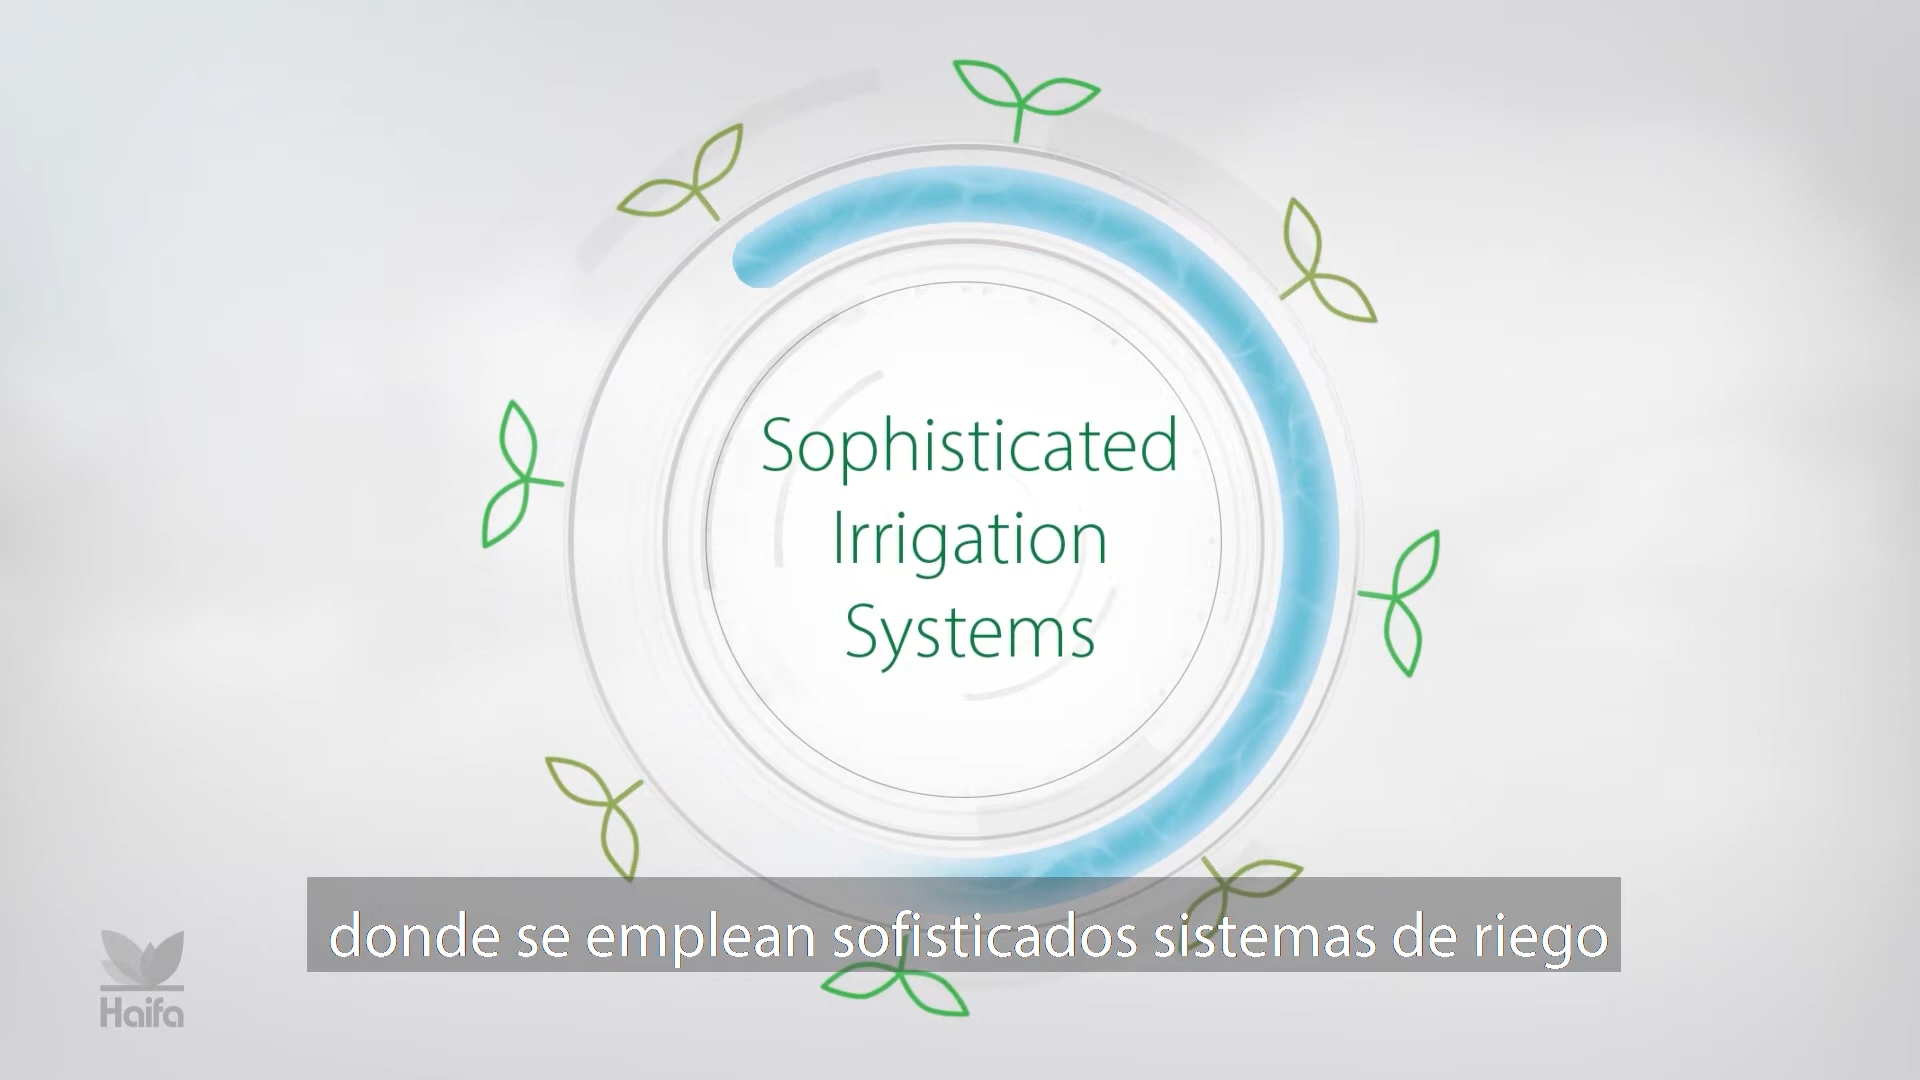 Sophisticated
Irrigation
Systems
donde se emplean sofisticados sistemas de riego
Haifa